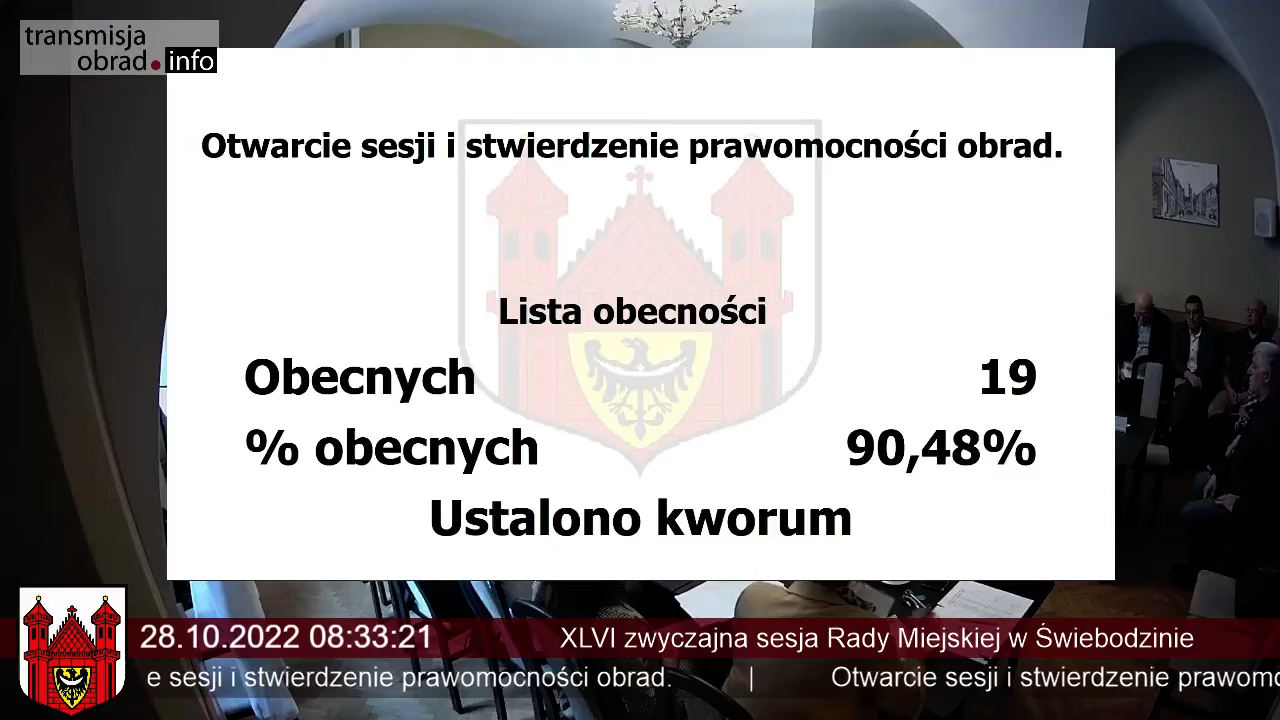 transmisja
obrad.info
Otwarcie sesji i stwierdzenie prawomocności obrad.
Lista obecności
Obecnych 19
% obecnych 90,48%
Ustalono kworum
28.10.2022 08:33:21 XLVI zwyczajna sesja Rady Miejskiej w Świebodzinie
e sesji i stwierdzenie prawomocności obrad. | Otwarcie sesji i stwierdzenie prawomo